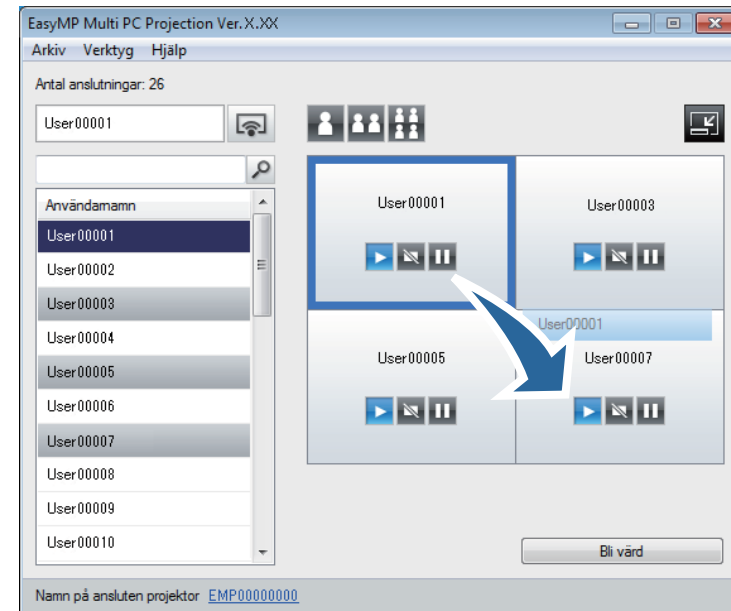 EasyMP Multi PC Projection Ver.X.XX
Arkiv Verktyg Hjälp
Antal anslutningar: 26
User00001
Användarnamn
User00001
User00002
User00003
User00004
User00005
User00006
User00007
User00008
User00009
User00010
User00001
User00003
User00001
User00005
User00007
Bli värd
Namn på ansluten projektor EMP00000000